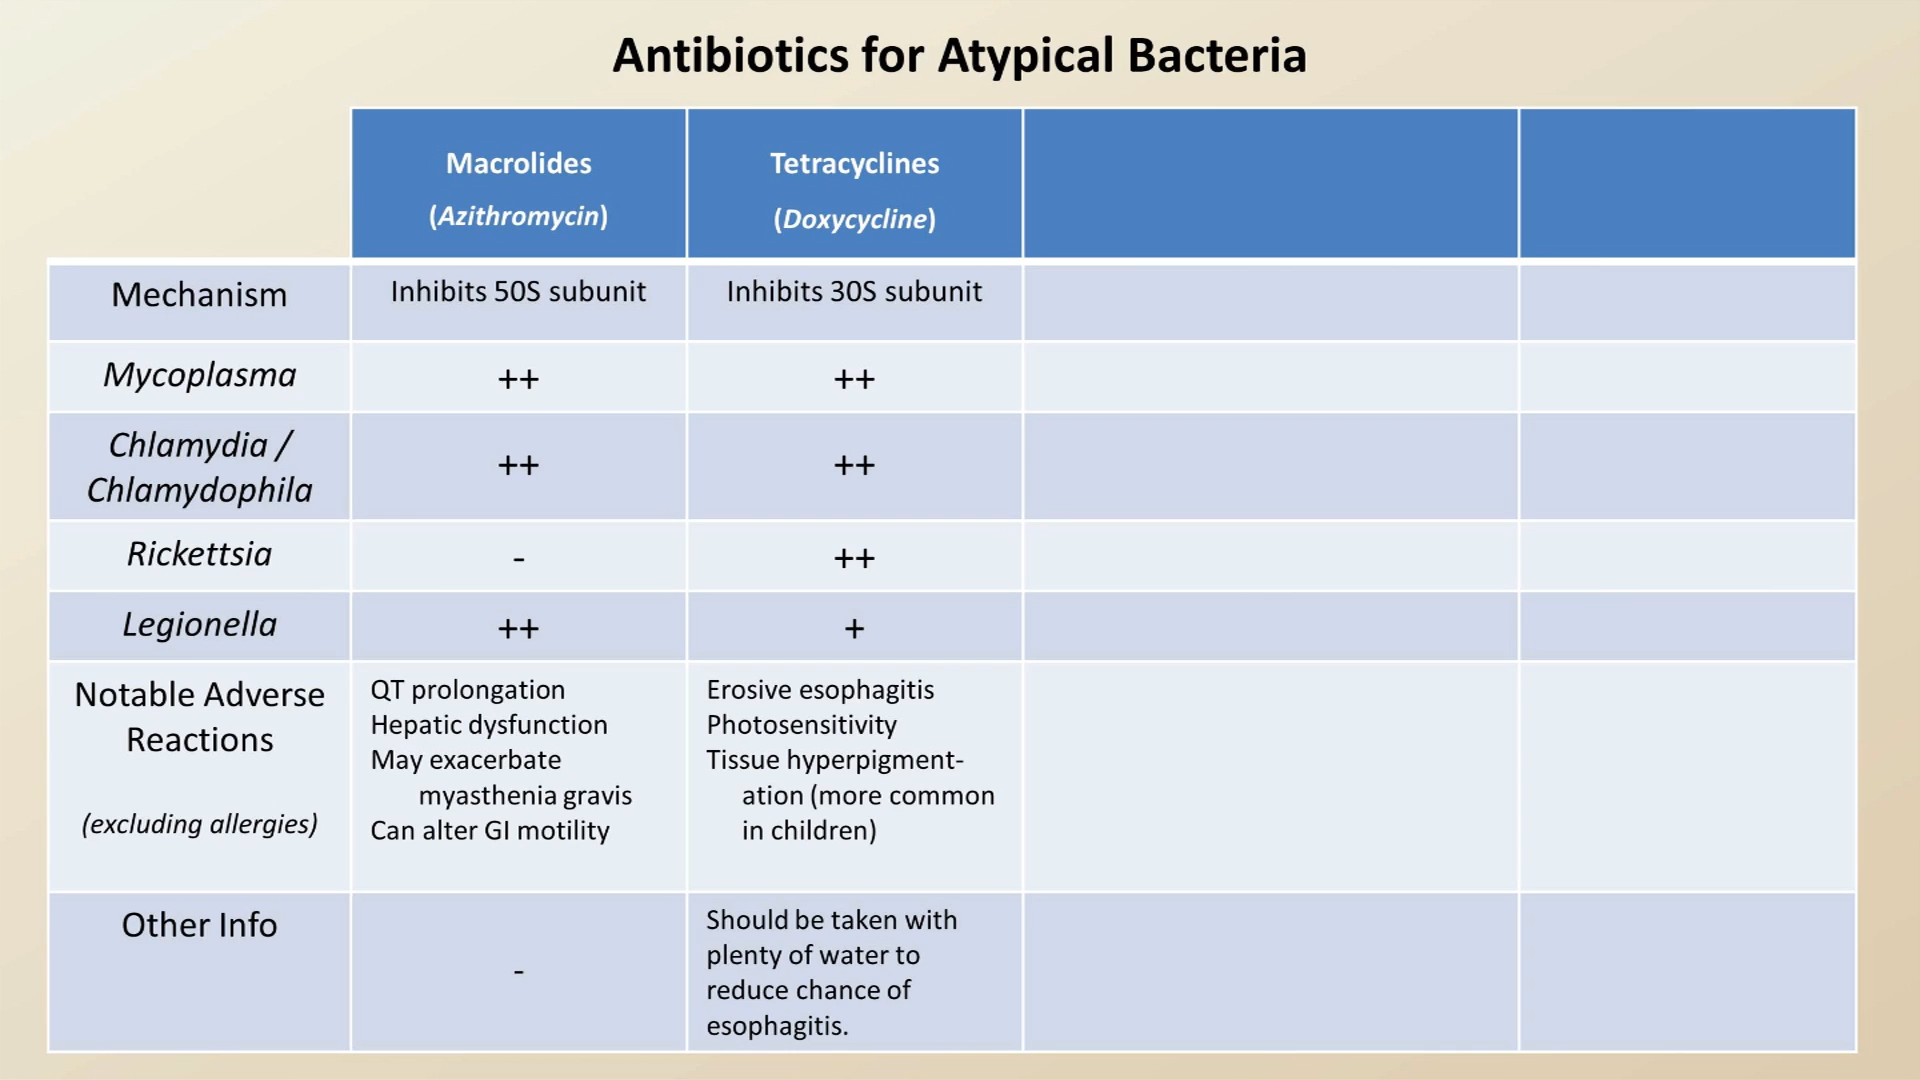 Antibiotics for Atypical Bacteria
Macrolides
(Azithromycin)
Tetracyclines
(Doxycycline)
Mechanism
Inhibits 50S subunit
Inhibits 30S subunit
Mycoplasma
++
++
Chlamydia /
Chlamydophila
++
++
Rickettsia
-
++
Legionella
++
+
Notable Adverse
Reactions
(excluding allergies)
QT prolongation
Hepatic dysfunction
May exacerbate
myasthenia gravis
Can alter GI motility
Erosive esophagitis
Photosensitivity
Tissue hyperpigment-
ation (more common
in children)
Other Info
-
Should be taken with
plenty of water to
reduce chance of
esophagitis.